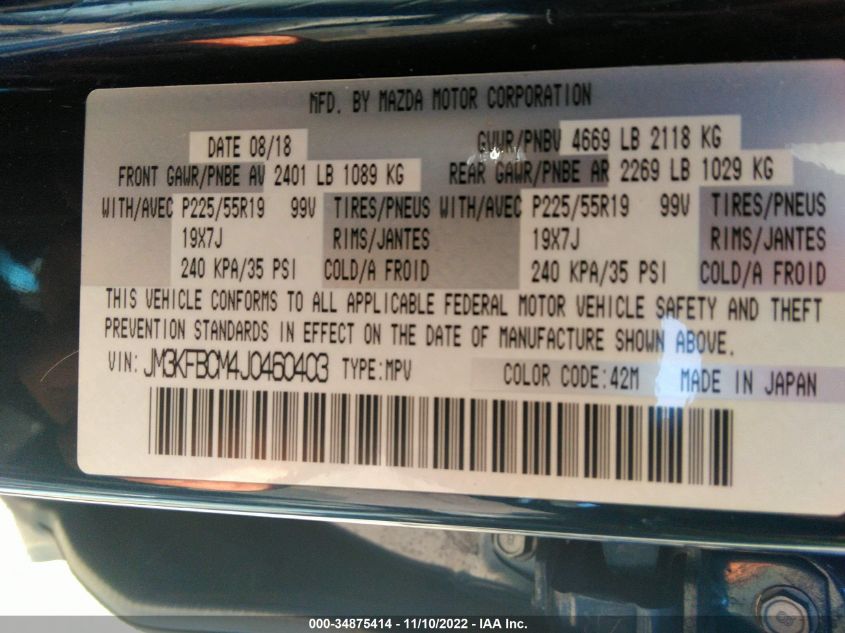 MFD. BY MAZDA MOTOR CORPORATION
DATE 08/18 GVWR/PNBV 4669 LB 2118 KG
FRONT GAWR/PNBE AV 2401 LB 1089 KG REAR GAWR/PNBE AR 2269 LB 1029 KG
WITH/AVEC P225/55R19 99V TIRES/PNEUS WITH/AVEC P225/55R19 99V TIRES/PNEUS
19X7J RIMS/JANTES 19X7J RIMS/JANTES
240 KPA/35 PSI COLD/A FROID 240 KPA/35 PSI COLD/A FROID
THIS VEHICLE CONFORMS TO ALL APPLICABLE FEDERAL MOTOR VEHICLE SAFETY AND THEFT
PREVENTION STANDARDS IN EFFECT ON THE DATE OF MANUFACTURE SHOWN ABOVE.
VIN: JM3KFBCM4J0460403 TYPE:MPV COLOR CODE:42M MADE IN JAPAN
000-34875414 - 11/10/2022 - IAA Inc.